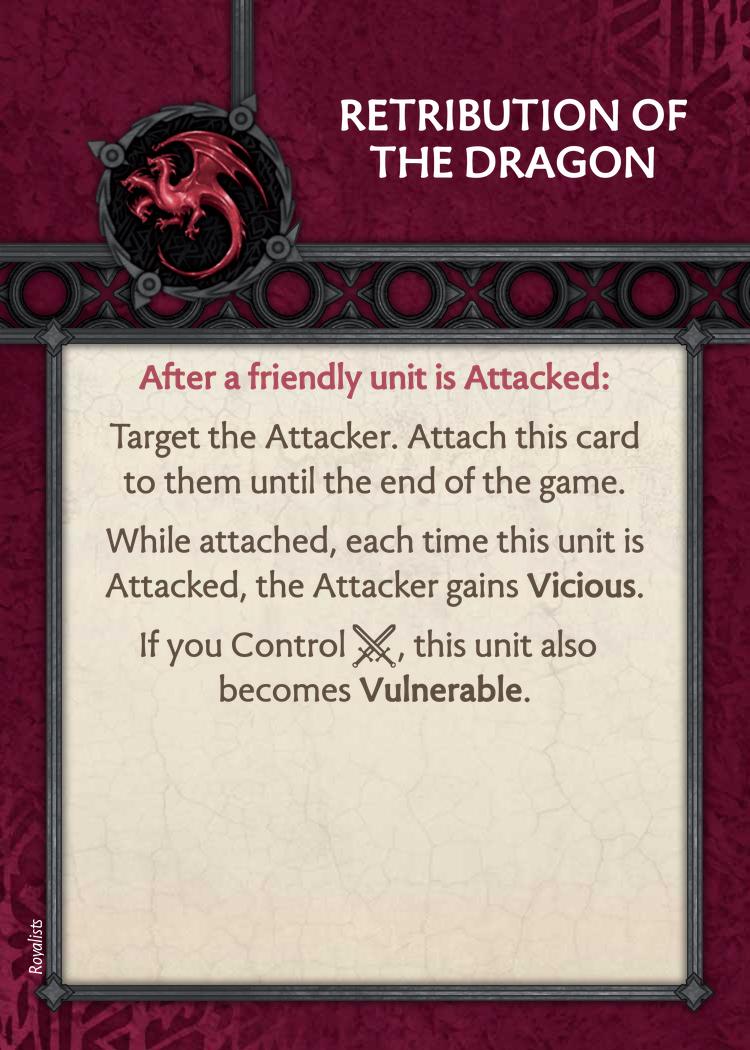 RETRIBUTION OF
THE DRAGON
After a friendly unit is Attacked:
Target the Attacker. Attach this card
to them until the end of the game.
While attached, each time this unit is
Attacked, the Attacker gains Vicious.
If you Control , this unit also
becomes Vulnerable.
Royalists